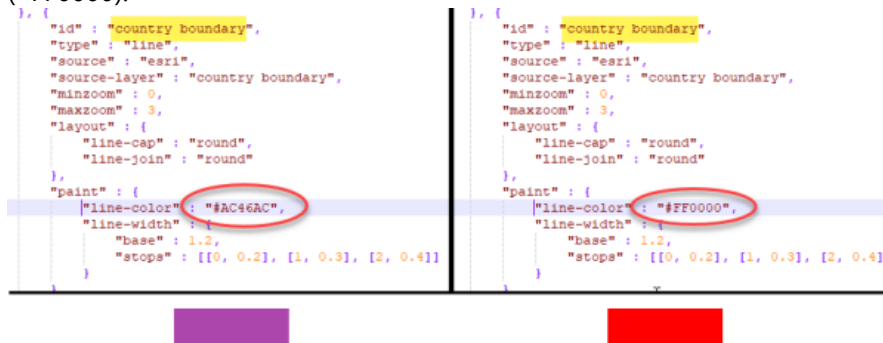 (#FF0000).
}, {
"id" : "country boundary",
"type" : "line",
"source" : "esri",
"source-layer" : "country boundary",
"minzoom" : 0,
"maxzoom" : 3,
"layout" : {
"line-cap" : "round",
"line-join" : "round"
},
"paint" : {
"line-color" : "#AC46AC",
"line-width" : {
"base" : 1.2,
"stops" : [[0, 0.2], [1, 0.3], [2, 0.4]]
}
}
}, {
"id" : "country boundary",
"type" : "line",
"source" : "esri",
"source-layer" : "country boundary",
"minzoom" : 0,
"maxzoom" : 3,
"layout" : {
"line-cap" : "round",
"line-join" : "round"
},
"paint" : {
"line-color" : "#FF0000",
"line-width" : {
"base" : 1.2,
"stops" : [[0, 0.2], [1, 0.3], [2, 0.4]
}
}